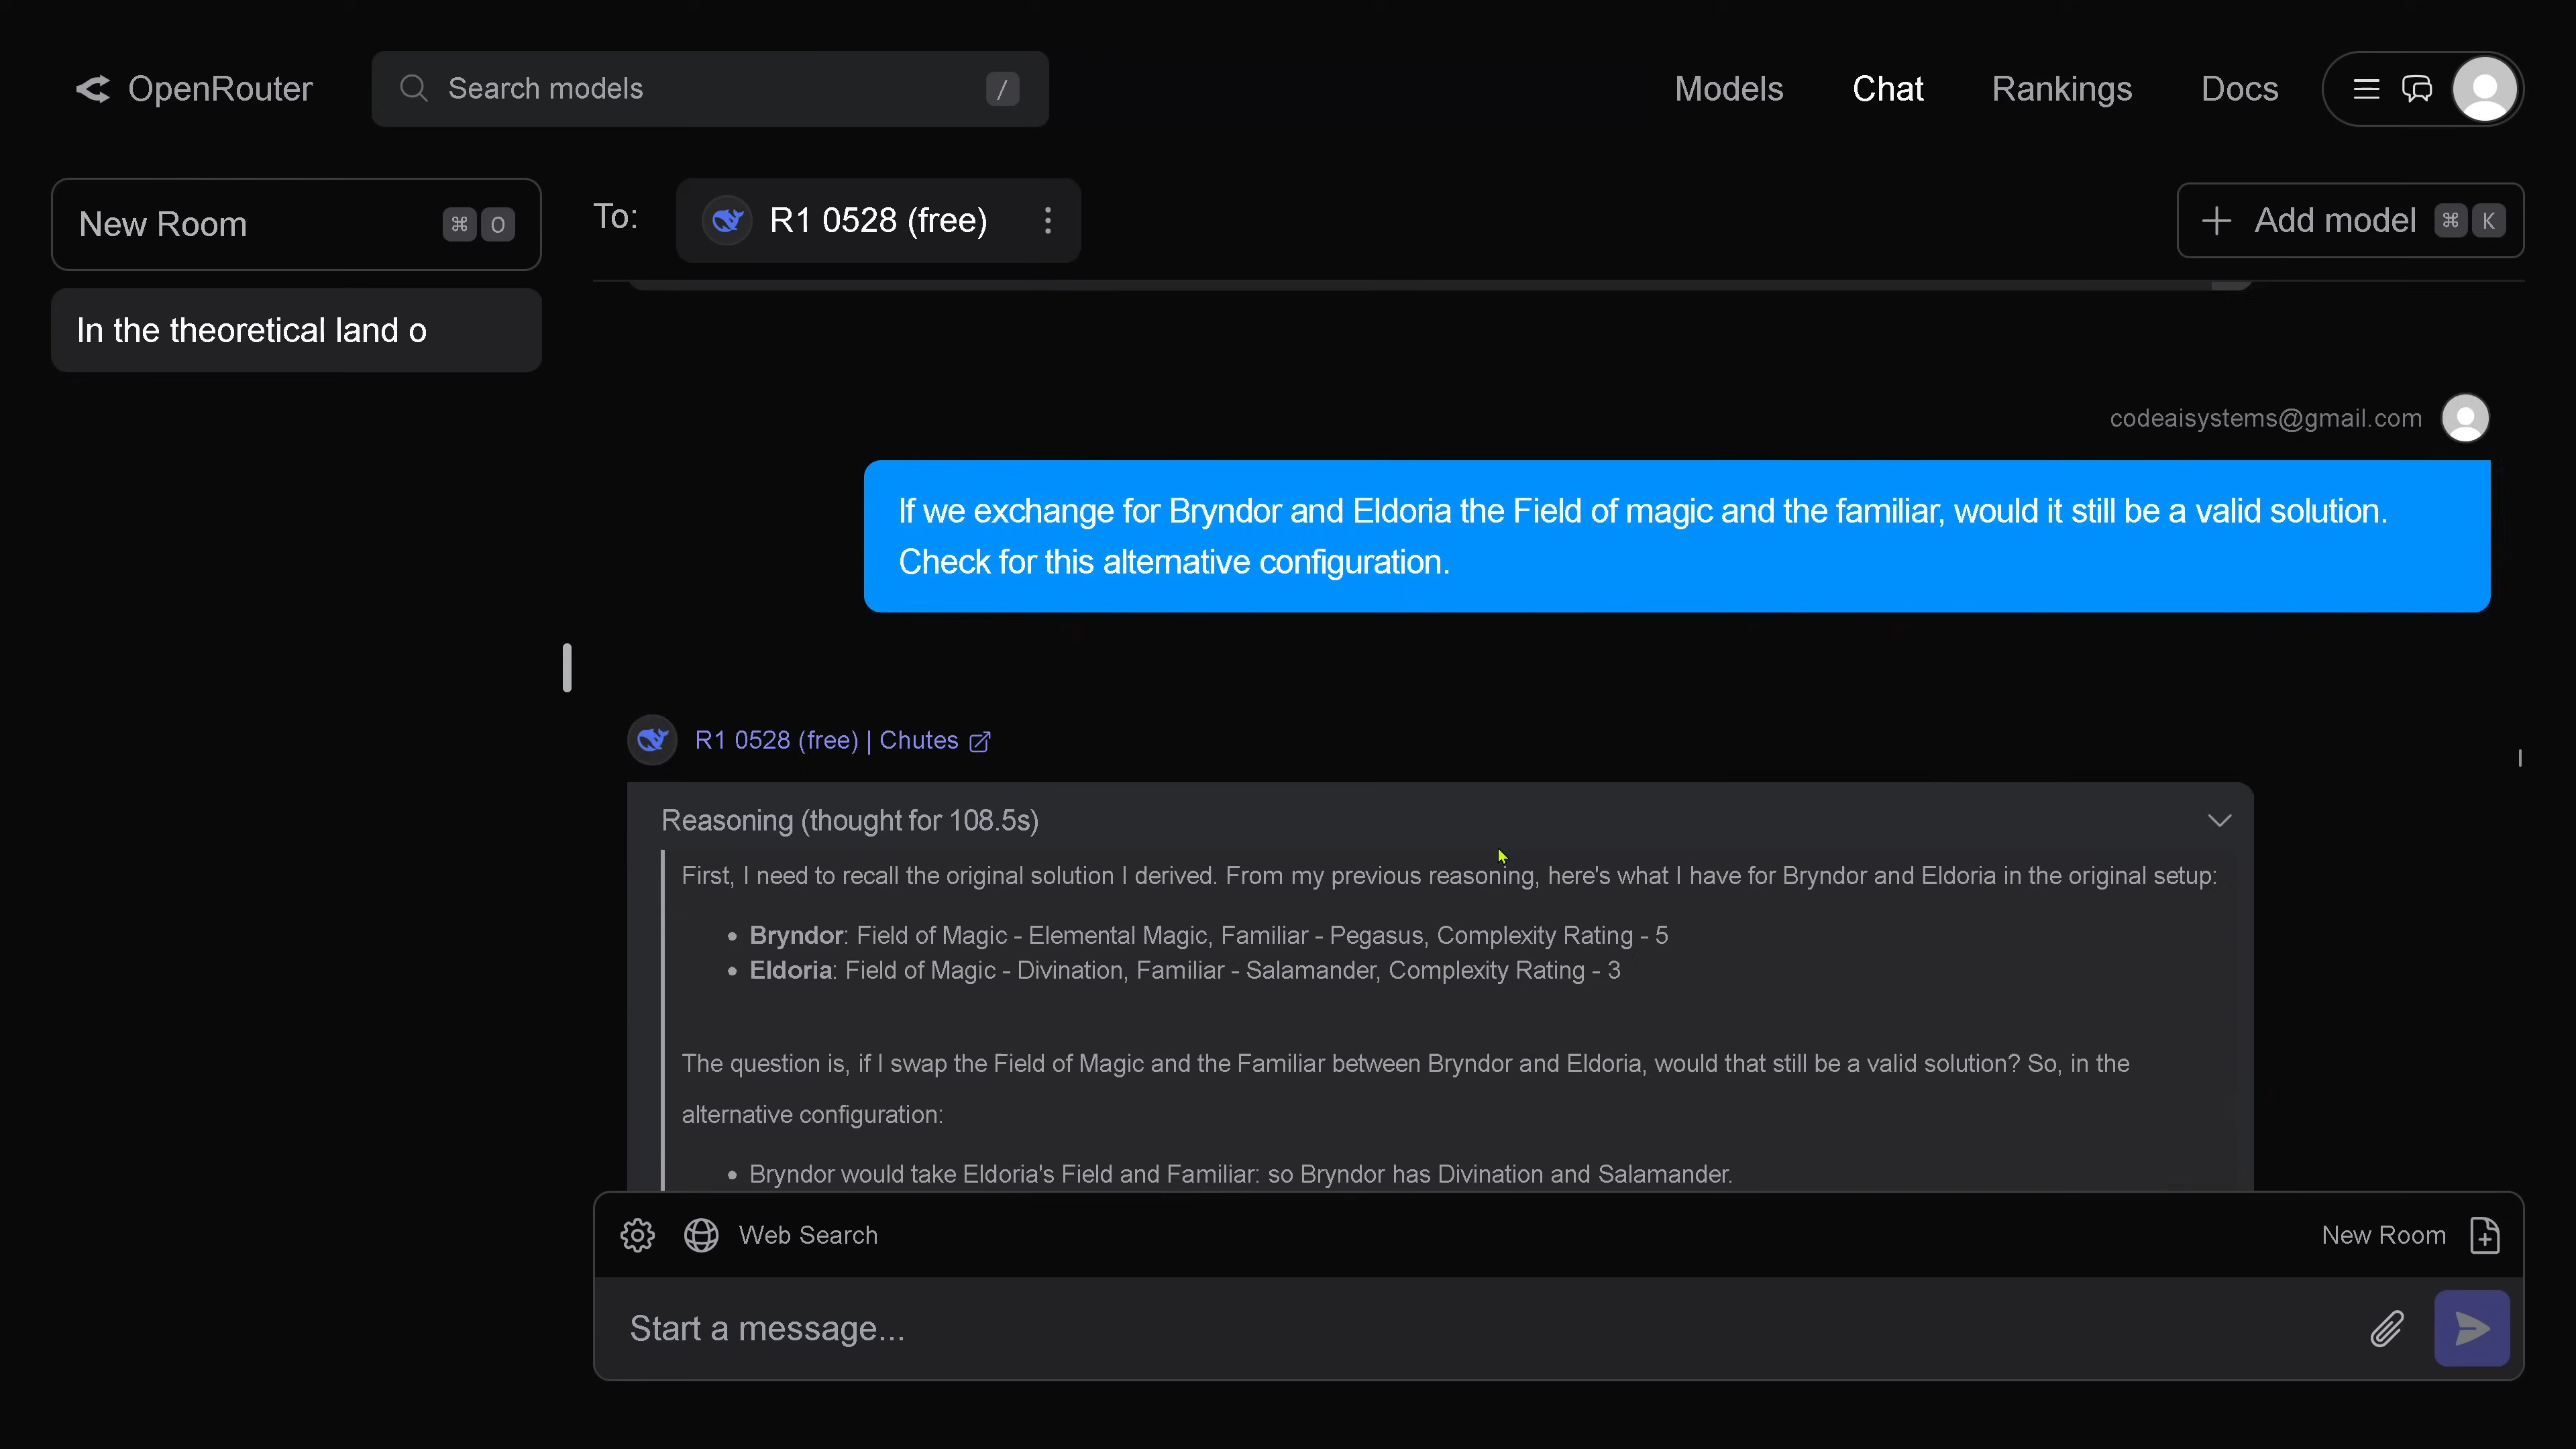 OpenRouter
Search models
/
Models
Chat
Rankings
Docs
New Room
⌘ O
To:
R1 0528 (free)
Add model
⌘ K
In the theoretical land o
codeaisystems@gmail.com
If we exchange for Bryndor and Eldoria the Field of magic and the familiar, would it still be a valid solution.
Check for this alternative configuration.
R1 0528 (free) | Chutes
Reasoning (thought for 108.5s)
First, I need to recall the original solution I derived. From my previous reasoning, here's what I have for Bryndor and Eldoria in the original setup:
• Bryndor: Field of Magic - Elemental Magic, Familiar - Pegasus, Complexity Rating - 5
• Eldoria: Field of Magic - Divination, Familiar - Salamander, Complexity Rating - 3
The question is, if I swap the Field of Magic and the Familiar between Bryndor and Eldoria, would that still be a valid solution? So, in the
alternative configuration:
• Bryndor would take Eldoria's Field and Familiar: so Bryndor has Divination and Salamander.
Web Search
New Room
Start a message...